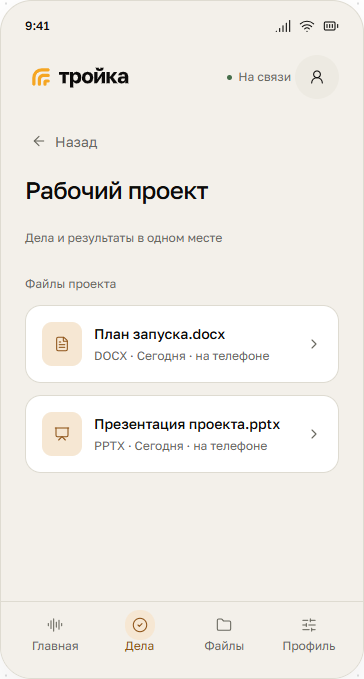 9:41
тройка
На связи
Назад
Рабочий проект
Дела и результаты в одном месте
Файлы проекта
План запуска.docx
DOCX · Сегодня · на телефоне
Презентация проекта.pptx
PPTX · Сегодня · на телефоне
Главная
Дела
Файлы
Профиль